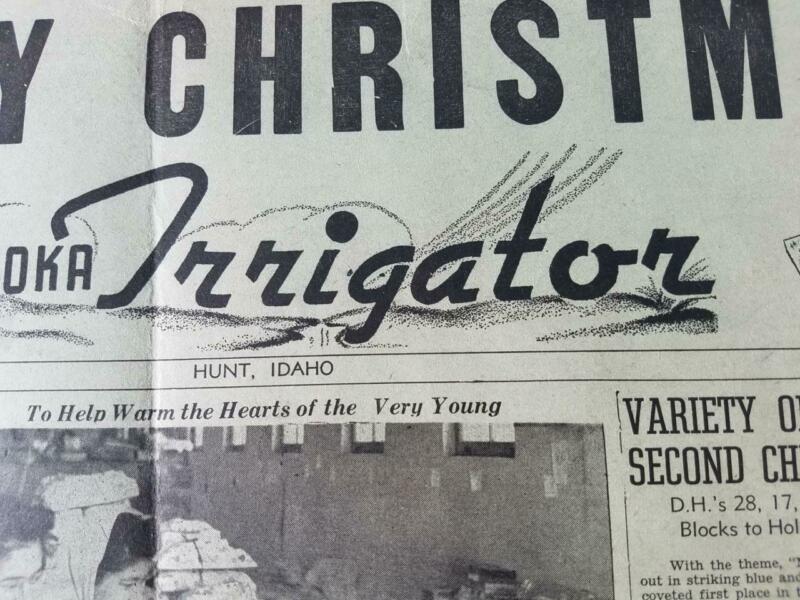 Y CHRISTM
OKA Irrigator
HUNT, IDAHO
To Help Warm the Hearts of the Very Young
VARIETY O
SECOND CH
D.H.'s 28, 17,
Blocks to Hol
With the theme, "
out in striking blue and
coveted first place in t